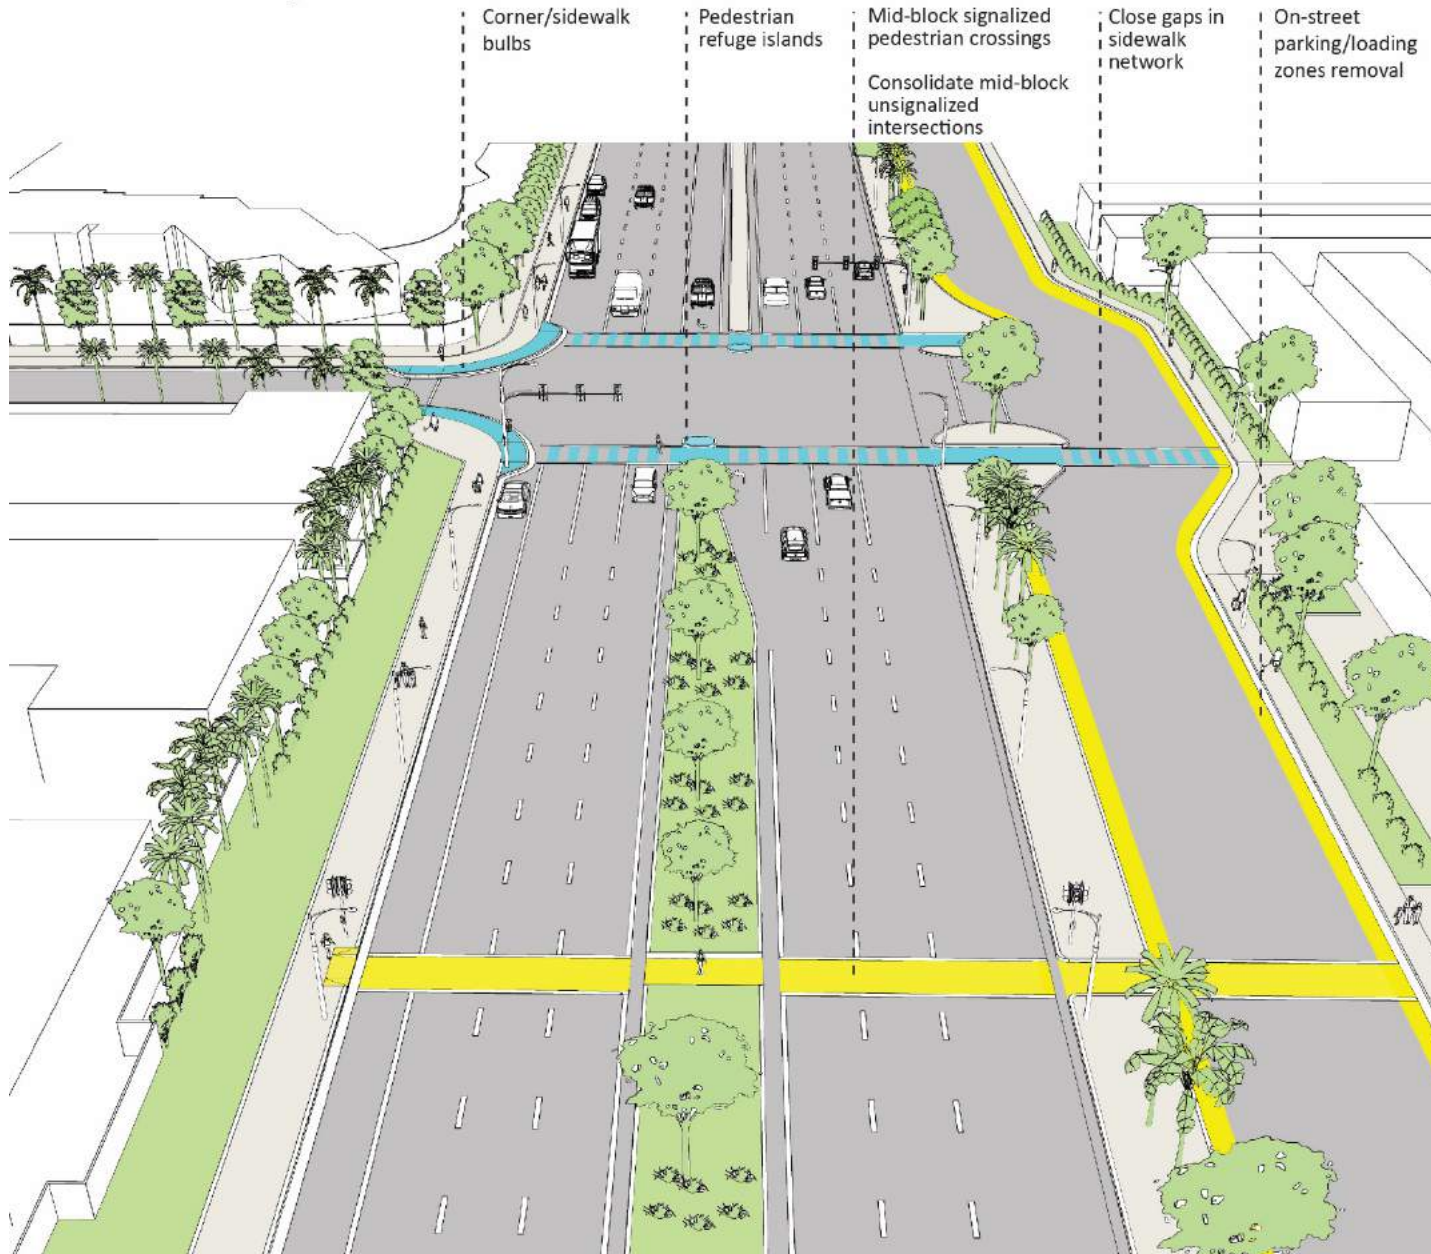 Corner/sidewalk
bulbs
Pedestrian
refuge islands
Mid-block signalized
pedestrian crossings
Consolidate mid-block
unsignalized
intersections
Close gaps in
sidewalk
network
On-street
parking/loading
zones removal